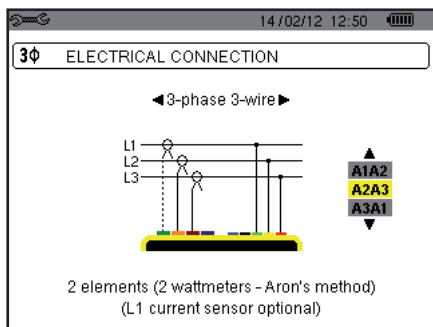 14/02/12 12:50
3ϕ ELECTRICAL CONNECTION
◄3-phase 3-wire►
L1
L2
L3
A1A2
A2A3
A3A1
2 elements (2 wattmeters - Aron's method)
(L1 current sensor optional)